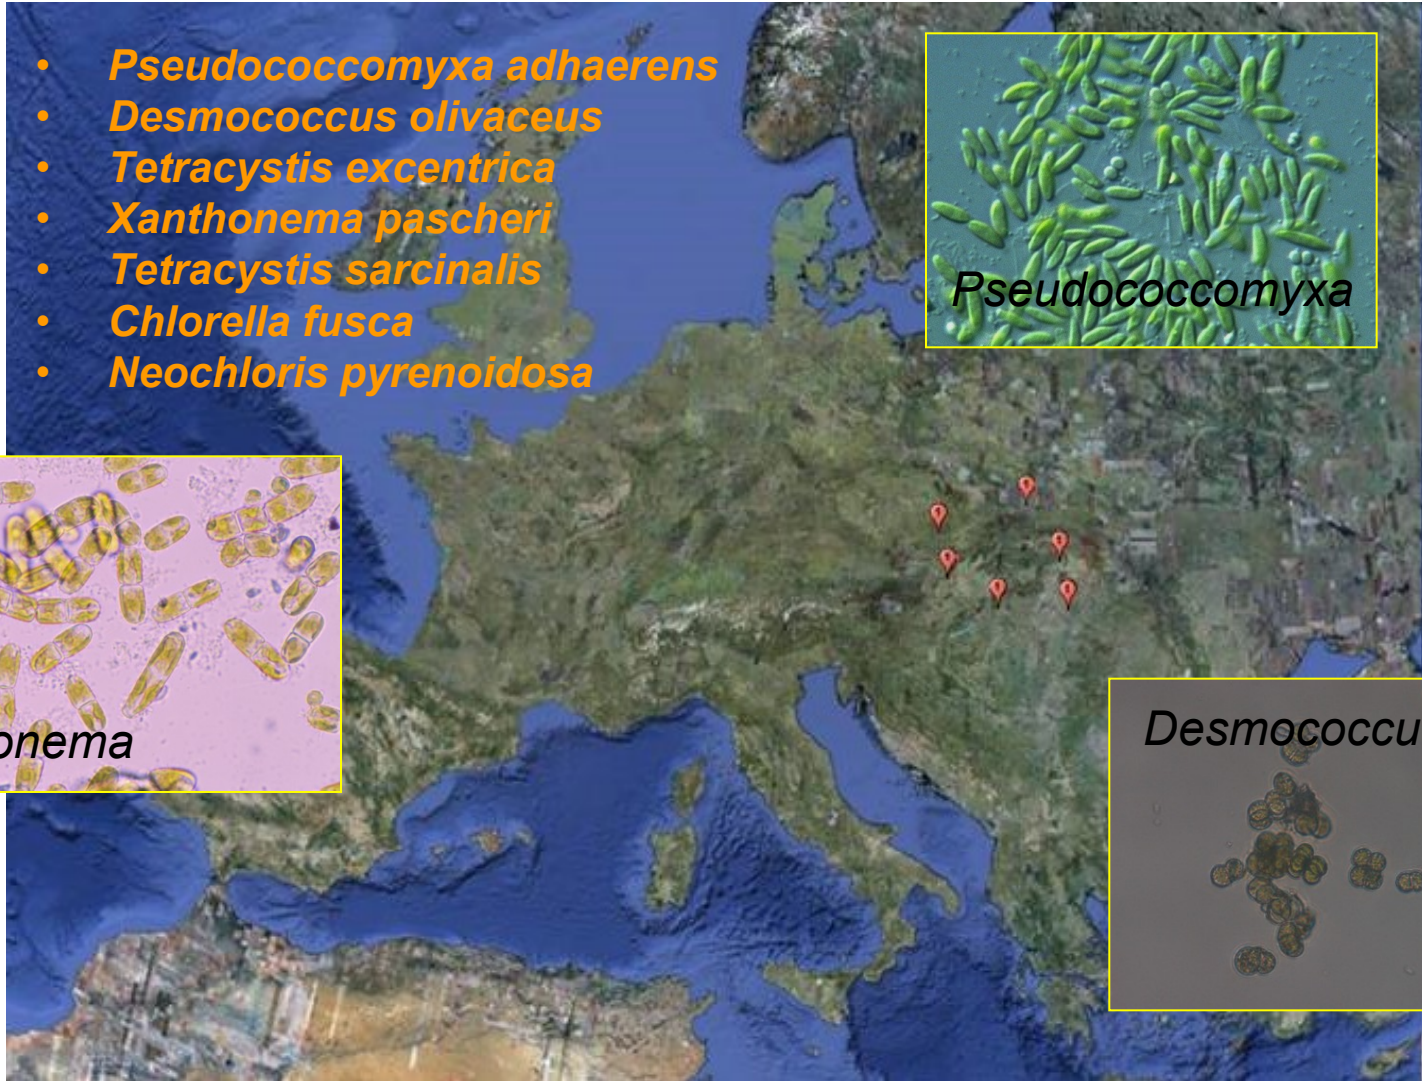 • Pseudococcomyxa adhaerens
• Desmococcus olivaceus
• Tetracystis excentrica
• Xanthonema pascheri
• Tetracystis sarcinalis
• Chlorella fusca
• Neochloris pyrenoidosa
Pseudococcomyxa
onema
Desmococcu